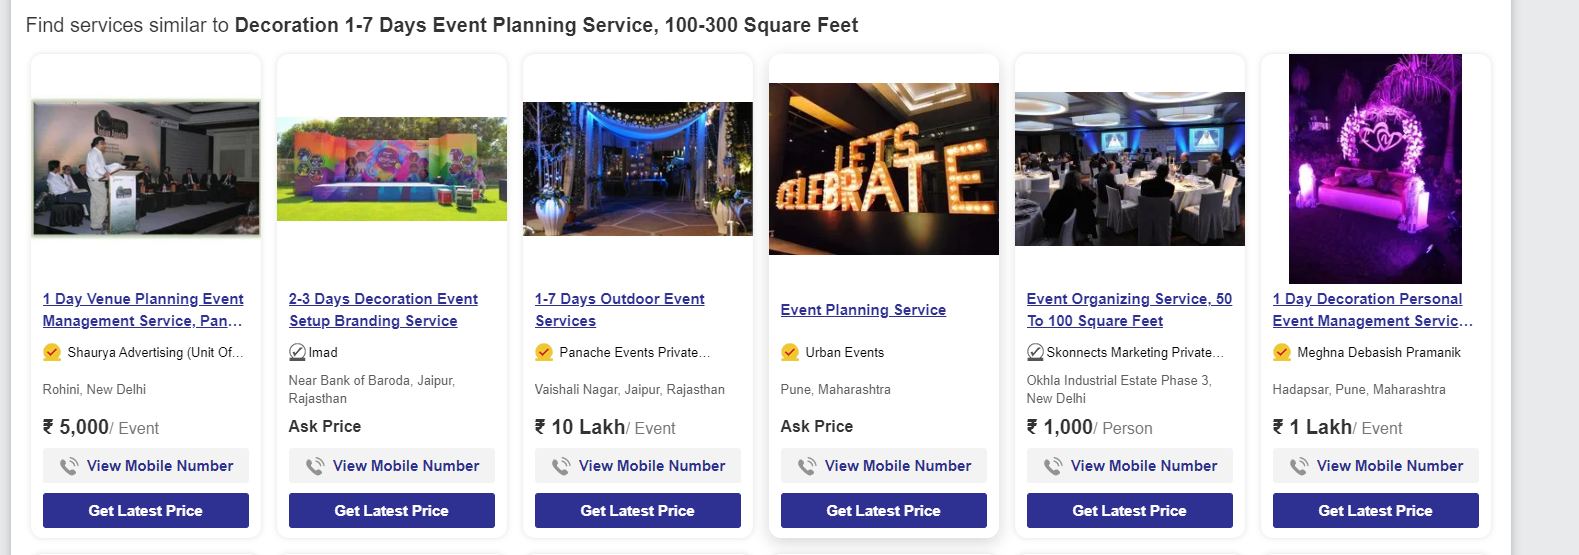 Find services similar to Decoration 1-7 Days Event Planning Service, 100-300 Square Feet
LETS
CELEBRATE
1 Day Venue Planning Event
Management Service, Pan...
Shaurya Advertising (Unit Of...
Rohini, New Delhi
₹ 5,000/ Event
View Mobile Number
Get Latest Price
2-3 Days Decoration Event
Setup Branding Service
Imad
Near Bank of Baroda, Jaipur,
Rajasthan
Ask Price
View Mobile Number
Get Latest Price
1-7 Days Outdoor Event
Services
Panache Events Private...
Vaishali Nagar, Jaipur, Rajasthan
₹ 10 Lakh/ Event
View Mobile Number
Get Latest Price
Event Planning Service
Urban Events
Pune, Maharashtra
Ask Price
View Mobile Number
Get Latest Price
Event Organizing Service, 50
To 100 Square Feet
Skonnects Marketing Private...
Okhla Industrial Estate Phase 3,
New Delhi
₹ 1,000/ Person
View Mobile Number
Get Latest Price
1 Day Decoration Personal
Event Management Servic...
Meghna Debasish Pramanik
Hadapsar, Pune, Maharashtra
₹ 1 Lakh/ Event
View Mobile Number
Get Latest Price